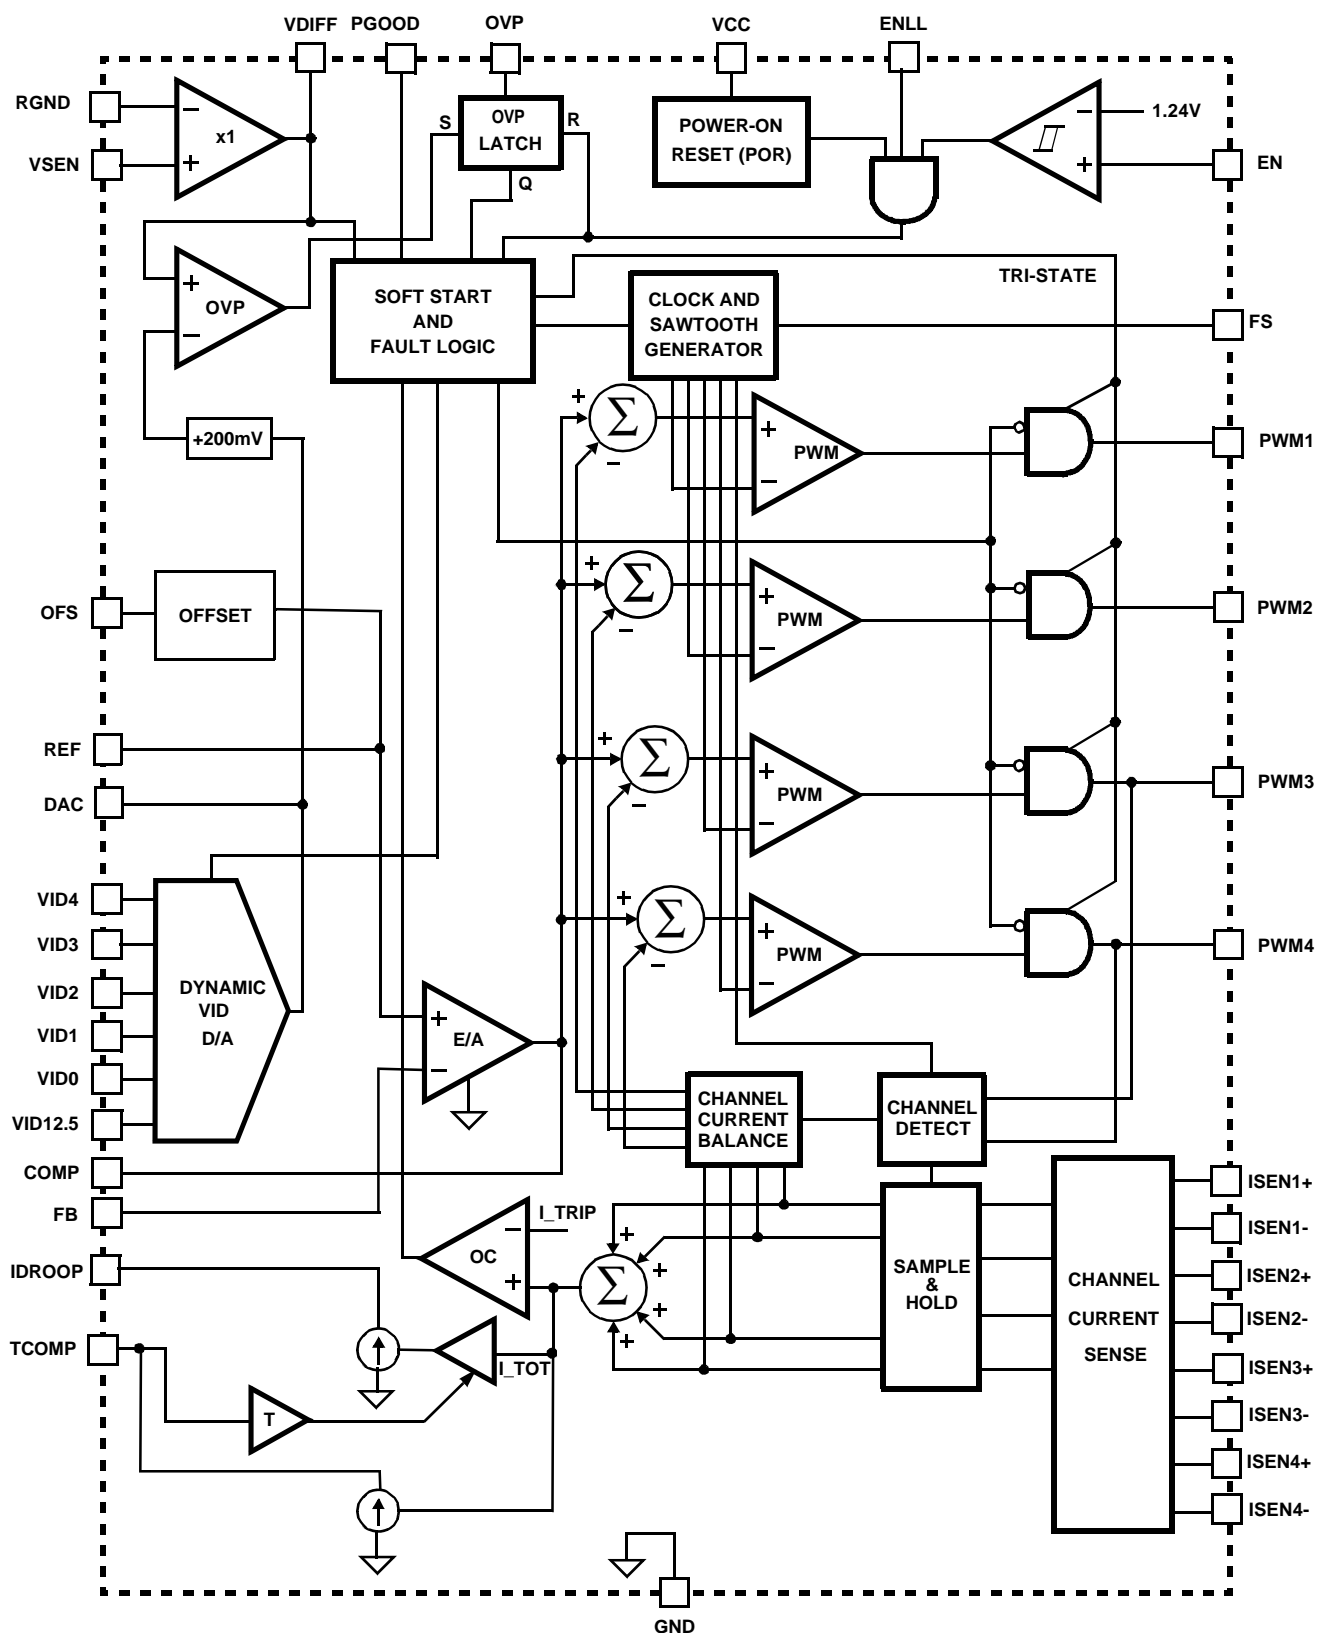 VDIFF PGOOD OVP VCC ENLL
RGND
VSEN
−
x1
+
S
OVP
LATCH
R
Q
POWER-ON
RESET (POR)
−
1.24V
+
EN
+
OVP
−
SOFT START
AND
FAULT LOGIC
CLOCK AND
SAWTOOTH
GENERATOR
TRI-STATE
FS
+200mV
+
Σ
−
+
PWM
−
PWM1
+
Σ
−
+
PWM
−
PWM2
OFS
OFFSET
REF
DAC
+
Σ
−
+
PWM
−
PWM3
+
Σ
−
+
PWM
−
PWM4
VID4
VID3
VID2
VID1
VID0
VID12.5
DYNAMIC
VID
D/A
+
E/A
−
COMP
FB
CHANNEL
CURRENT
BALANCE
CHANNEL
DETECT
IDROOP
TCOMP
−
I_TRIP
OC
+
+
+
Σ
+
+
I_TOT
T
SAMPLE
&
HOLD
CHANNEL
CURRENT
SENSE
ISEN1+
ISEN1-
ISEN2+
ISEN2-
ISEN3+
ISEN3-
ISEN4+
ISEN4-
GND